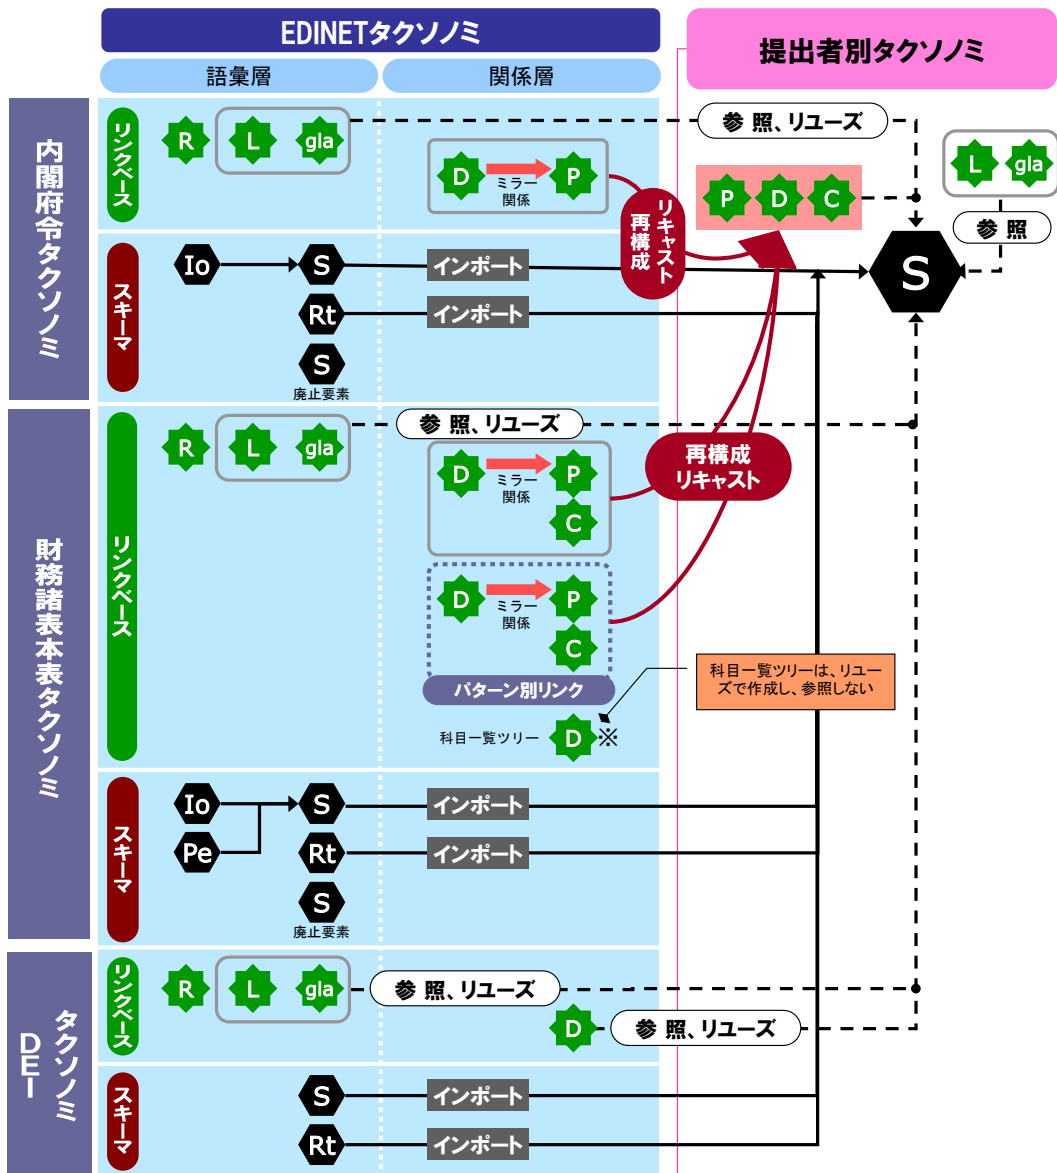 EDINETタクソノミ
提出者別タクソノミ
語彙層
関係層
内閣府令タクソノミ
リンクベース
R
L
gla
参照、リユーズ
D
ミラー
関係
P
リキャスト
再構成
P
D
C
L
gla
参照
S
スキーマ
Io
S
インポート
Rt
インポート
S
廃止要素
財務諸表本表タクソノミ
リンクベース
R
L
gla
参照、リユーズ
D
ミラー
関係
P
C
再構成
リキャスト
D
ミラー
関係
P
C
パターン別リンク
科目一覧ツリーは、リユー
ズで作成し、参照しない
科目一覧ツリー
D
※
スキーマ
Io
S
インポート
Pe
Rt
インポート
S
廃止要素
タクソノミ
DEI
リンクベース
R
L
gla
参照、リユーズ
D
参照、リユーズ
スキーマ
S
インポート
Rt
インポート